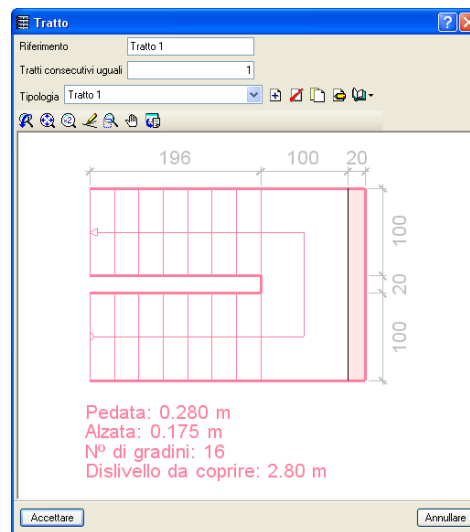 Tratto
Riferimento Tratto 1
Tratti consecutivi uguali 1
Tipologia Tratto 1
x2
196 100 20
100
20
100
Pedata: 0.280 m
Alzata: 0.175 m
Nº di gradini: 16
Dislivello da coprire: 2.80 m
Accettare Annullare